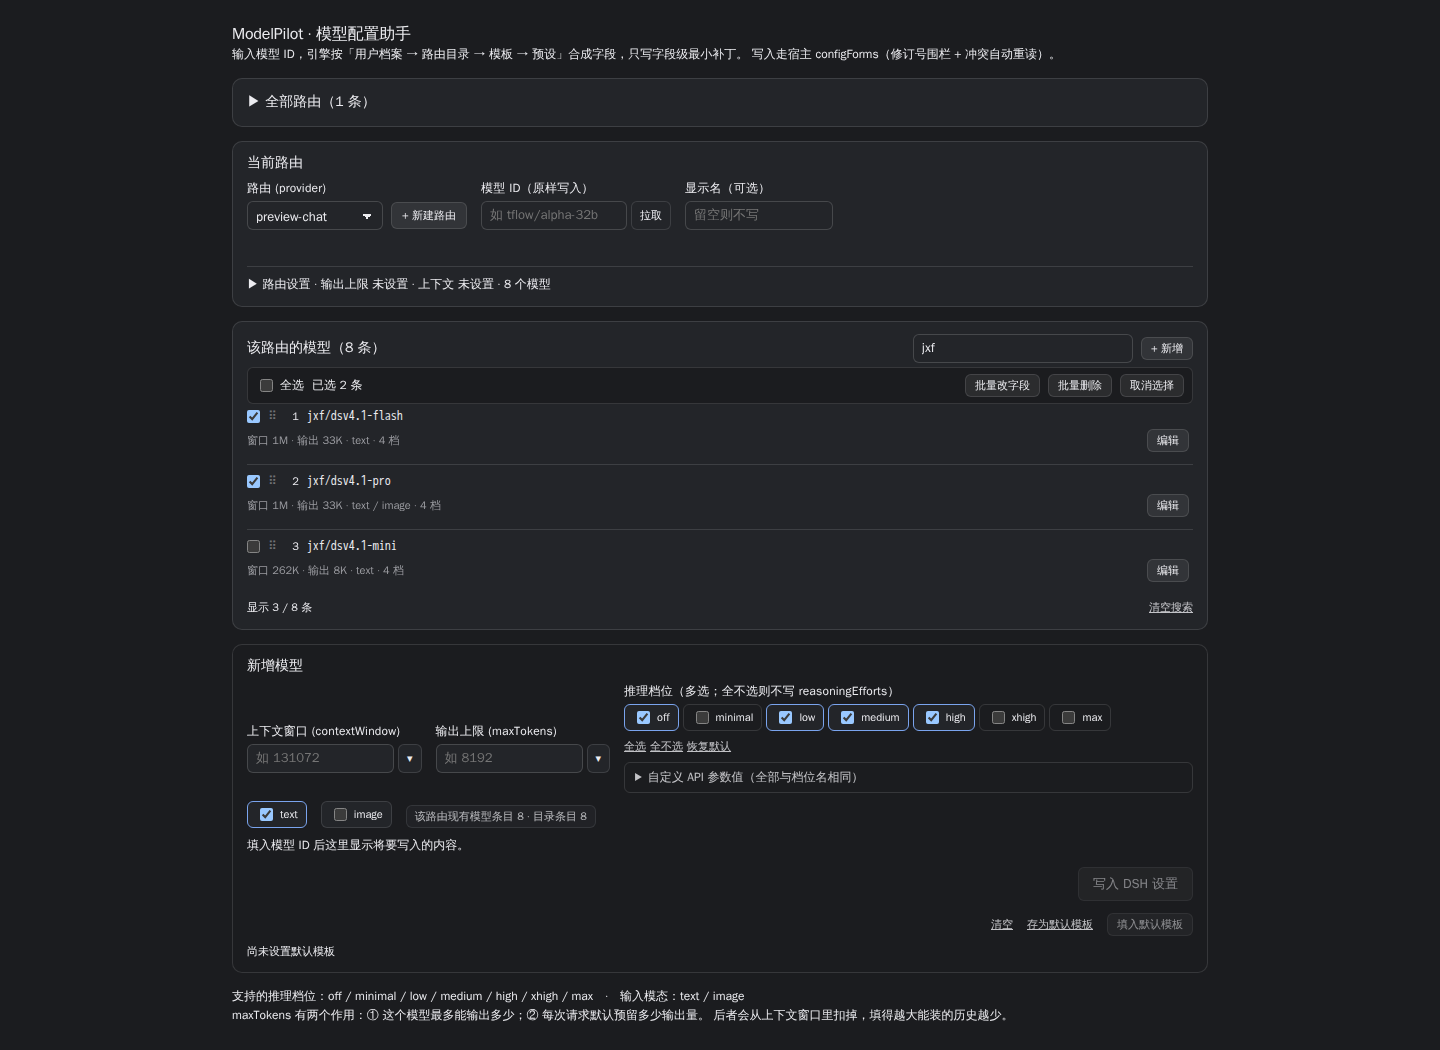 ModelPilot · 模型配置助手
输入模型 ID，引擎按「用户档案 → 路由目录 → 模板 → 预设」合成字段，只写字段级最小补丁。 写入走宿主 configForms（修订号围栏 + 冲突自动重读）。
▶ 全部路由（1 条）
当前路由
路由 (provider)
模型 ID（原样写入）
显示名（可选）
preview-chat
+ 新建路由
如 tflow/alpha-32b
拉取
留空则不写
▶ 路由设置 · 输出上限 未设置 · 上下文 未设置 · 8 个模型
该路由的模型（8 条）
jxf
+ 新增
全选 已选 2 条
批量改字段
批量删除
取消选择
1 jxf/dsv4.1-flash
窗口 1M · 输出 33K · text · 4 档
编辑
2 jxf/dsv4.1-pro
窗口 1M · 输出 33K · text / image · 4 档
编辑
3 jxf/dsv4.1-mini
窗口 262K · 输出 8K · text · 4 档
编辑
显示 3 / 8 条
清空搜索
新增模型
推理档位（多选；全不选则不写 reasoningEfforts）
off
minimal
low
medium
high
xhigh
max
上下文窗口 (contextWindow)
输出上限 (maxTokens)
全选 全不选 恢复默认
如 131072
▾
如 8192
▾
▶ 自定义 API 参数值（全部与档位名相同）
text
image
该路由现有模型条目 8 · 目录条目 8
填入模型 ID 后这里显示将要写入的内容。
写入 DSH 设置
清空
存为默认模板
填入默认模板
尚未设置默认模板
支持的推理档位：off / minimal / low / medium / high / xhigh / max · 输入模态：text / image
maxTokens 有两个作用：① 这个模型最多能输出多少；② 每次请求默认预留多少输出量。 后者会从上下文窗口里扣掉，填得越大能装的历史越少。